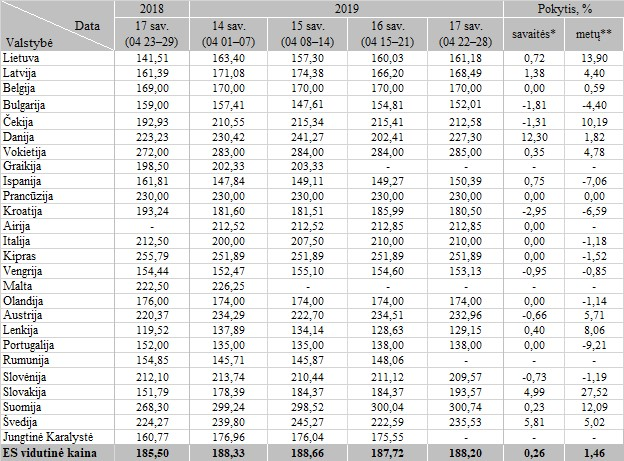 Data
Valstybė
2018 2019 Pokytis, %
17 sav. (04 23–29) 14 sav. (04 01–07) 15 sav. (04 08–14) 16 sav. (04 15–21) 17 sav. (04 22–28) savaitės* metų**
Lietuva 141,51 163,40 157,30 160,03 161,18 0,72 13,90
Latvija 161,39 171,08 174,38 166,20 168,49 1,38 4,40
Belgija 169,00 170,00 170,00 170,00 170,00 0,00 0,59
Bulgarija 159,00 157,41 147,61 154,81 152,01 -1,81 -4,40
Čekija 192,93 210,55 215,34 215,41 212,58 -1,31 10,19
Danija 223,23 230,42 241,27 202,41 227,30 12,30 1,82
Vokietija 272,00 283,00 284,00 284,00 285,00 0,35 4,78
Graikija 198,50 202,33 203,33 - - - -
Ispanija 161,81 147,84 149,11 149,27 150,39 0,75 -7,06
Prancūzija 230,00 230,00 230,00 230,00 230,00 0,00 0,00
Kroatija 193,24 181,60 181,51 185,99 180,50 -2,95 -6,59
Airija - 212,52 212,52 212,85 212,85 0,00 -
Italija 212,50 200,00 207,50 210,00 210,00 0,00 -1,18
Kipras 255,79 251,89 251,89 251,89 251,89 0,00 -1,52
Vengrija 154,44 152,47 155,10 154,60 153,13 -0,95 -0,85
Malta 222,50 226,25 - - - - -
Olandija 176,00 174,00 174,00 174,00 174,00 0,00 -1,14
Austrija 220,37 234,29 222,70 234,51 232,96 -0,66 5,71
Lenkija 119,52 137,89 134,14 128,63 129,15 0,40 8,06
Portugalija 152,00 135,00 135,00 138,00 138,00 0,00 -9,21
Rumunija 154,85 145,71 145,87 148,06 - - -
Slovėnija 212,10 213,74 210,44 211,12 209,57 -0,73 -1,19
Slovakija 151,79 178,39 184,37 184,37 193,57 4,99 27,52
Suomija 268,30 299,24 298,52 300,04 300,74 0,23 12,09
Švedija 224,27 239,80 245,27 222,59 235,53 5,81 5,02
Jungtinė Karalystė 160,77 176,96 176,04 175,55 - - -
ES vidutinė kaina 185,50 188,33 188,66 187,72 188,20 0,26 1,46